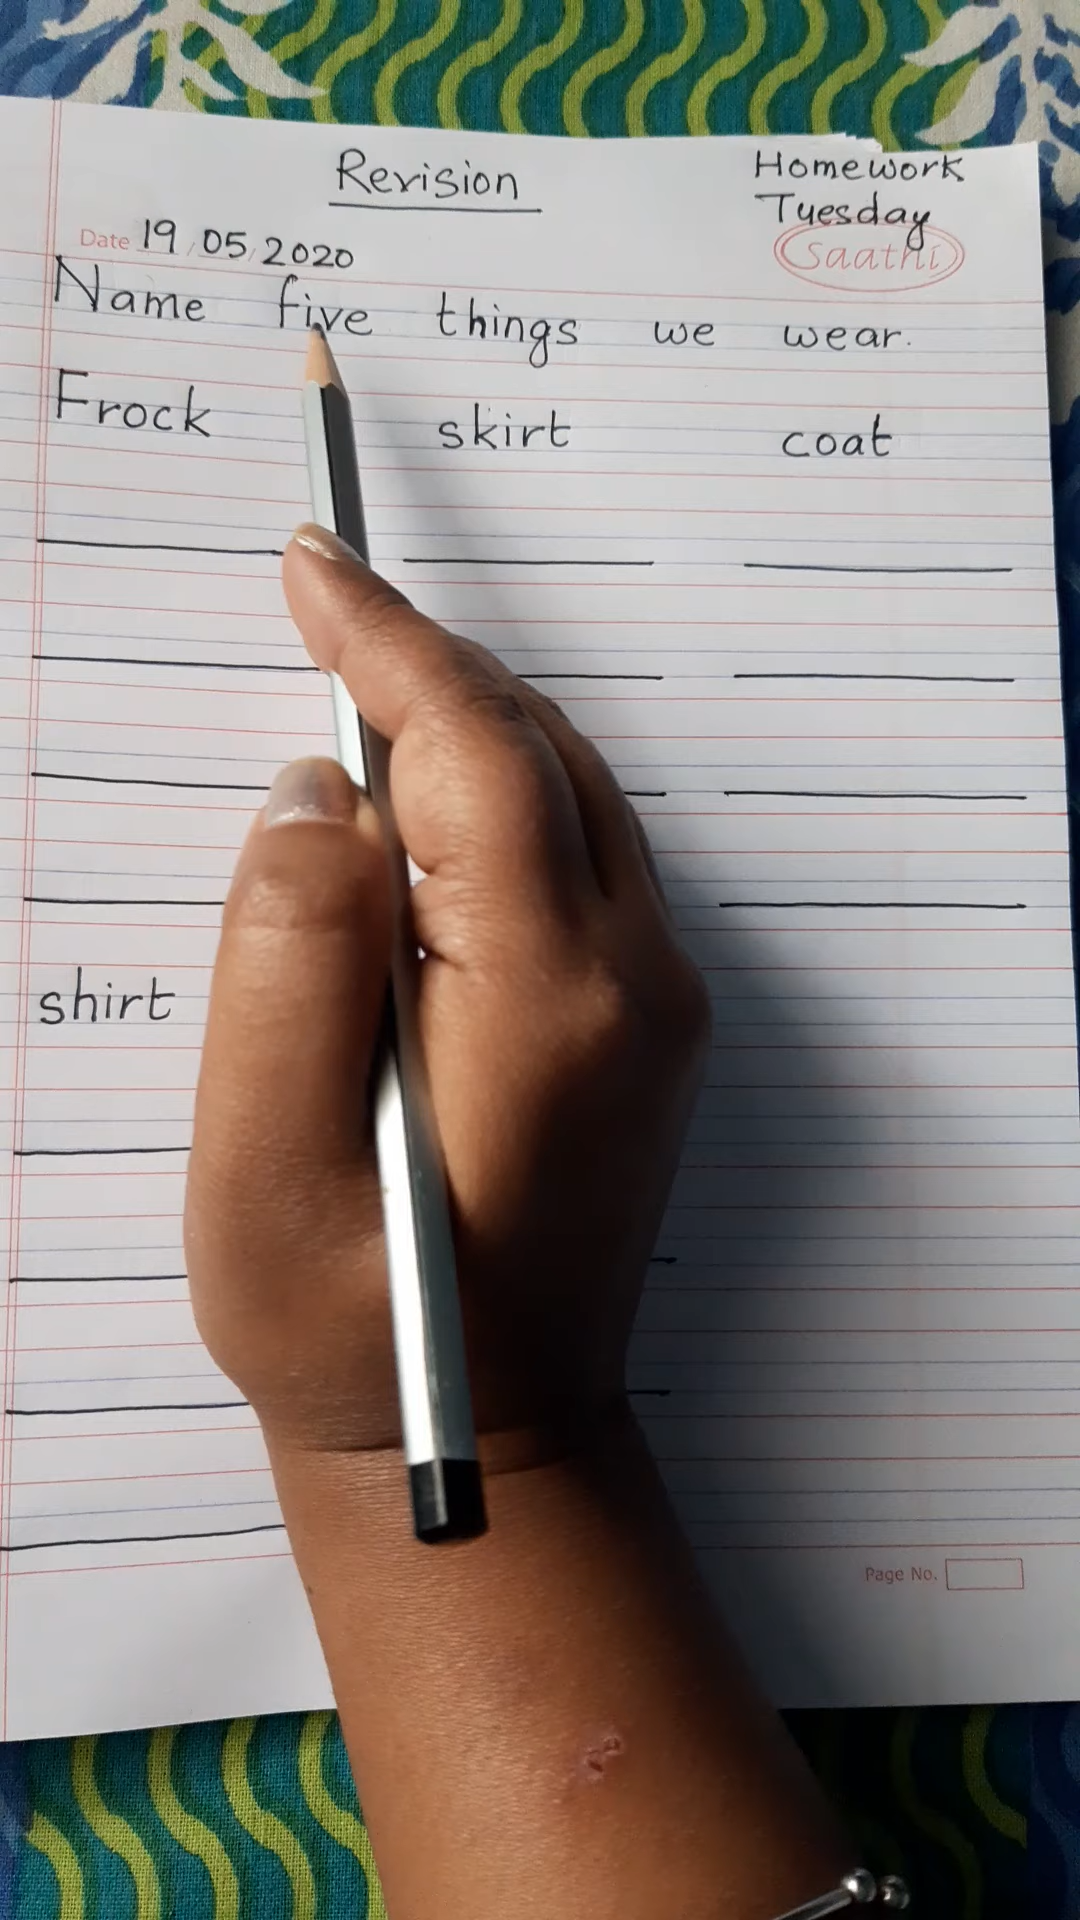 Revision
Homework
Tuesday
Saathi
Date 19/05/2020
Name five things we wear.
Frock skirt coat
shirt
Page No.